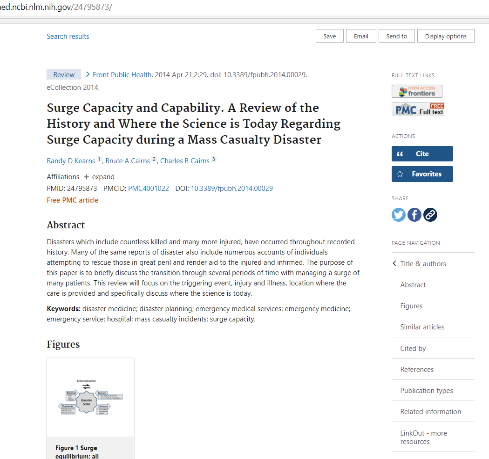 ned.ncbi.nlm.nih.gov/24795873/
Search results
Save
Email
Send to
Display options
Review
Front Public Health. 2014 Apr 21;2:29. doi: 10.3389/fpubh.2014.00029.
eCollection 2014.
Surge Capacity and Capability. A Review of the
History and Where the Science is Today Regarding
Surge Capacity during a Mass Casualty Disaster
Randy D Kearns 1, Bruce A Cairns 2, Charles B Cairns 3
Affiliations + expand
PMID: 24795873 PMCID: PMC4001022 DOI: 10.3389/fpubh.2014.00029
Free PMC article
Abstract
Disasters which include countless killed and many more injured, have occurred throughout recorded
history. Many of the same reports of disaster also include numerous accounts of individuals
attempting to rescue those in great peril and render aid to the injured and infirmed. The purpose of
this paper is to briefly discuss the transition through several periods of time with managing a surge of
many patients. This review will focus on the triggering event, injury and illness, location where the
care is provided and specifically discuss where the science is today.
Keywords: disaster medicine; disaster planning; emergency medical services; emergency medicine;
emergency service; hospital; mass casualty incidents; surge capacity.
Figures
Figure 1 Surge
equilibrium: all
FULL TEXT LINKS
OPEN ACCESS
frontiers
PMC FREE
Full text
ACTIONS
Cite
Favorites
SHARE
PAGE NAVIGATION
Title & authors
Abstract
Figures
Similar articles
Cited by
References
Publication types
Related information
LinkOut - more
resources